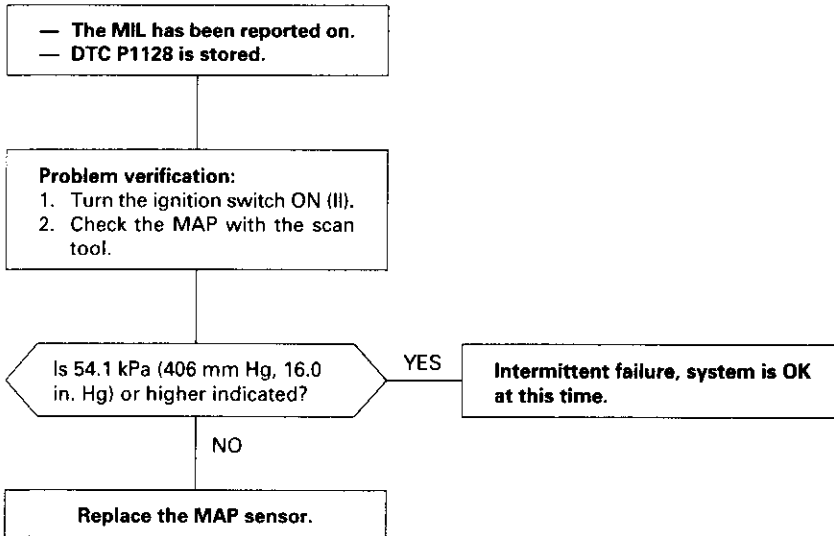 — The MIL has been reported on.
— DTC P1128 is stored.
Problem verification:
1. Turn the ignition switch ON (II).
2. Check the MAP with the scan
tool.
Is 54.1 kPa (406 mm Hg, 16.0
in. Hg) or higher indicated?
YES
Intermittent failure, system is OK
at this time.
NO
Replace the MAP sensor.